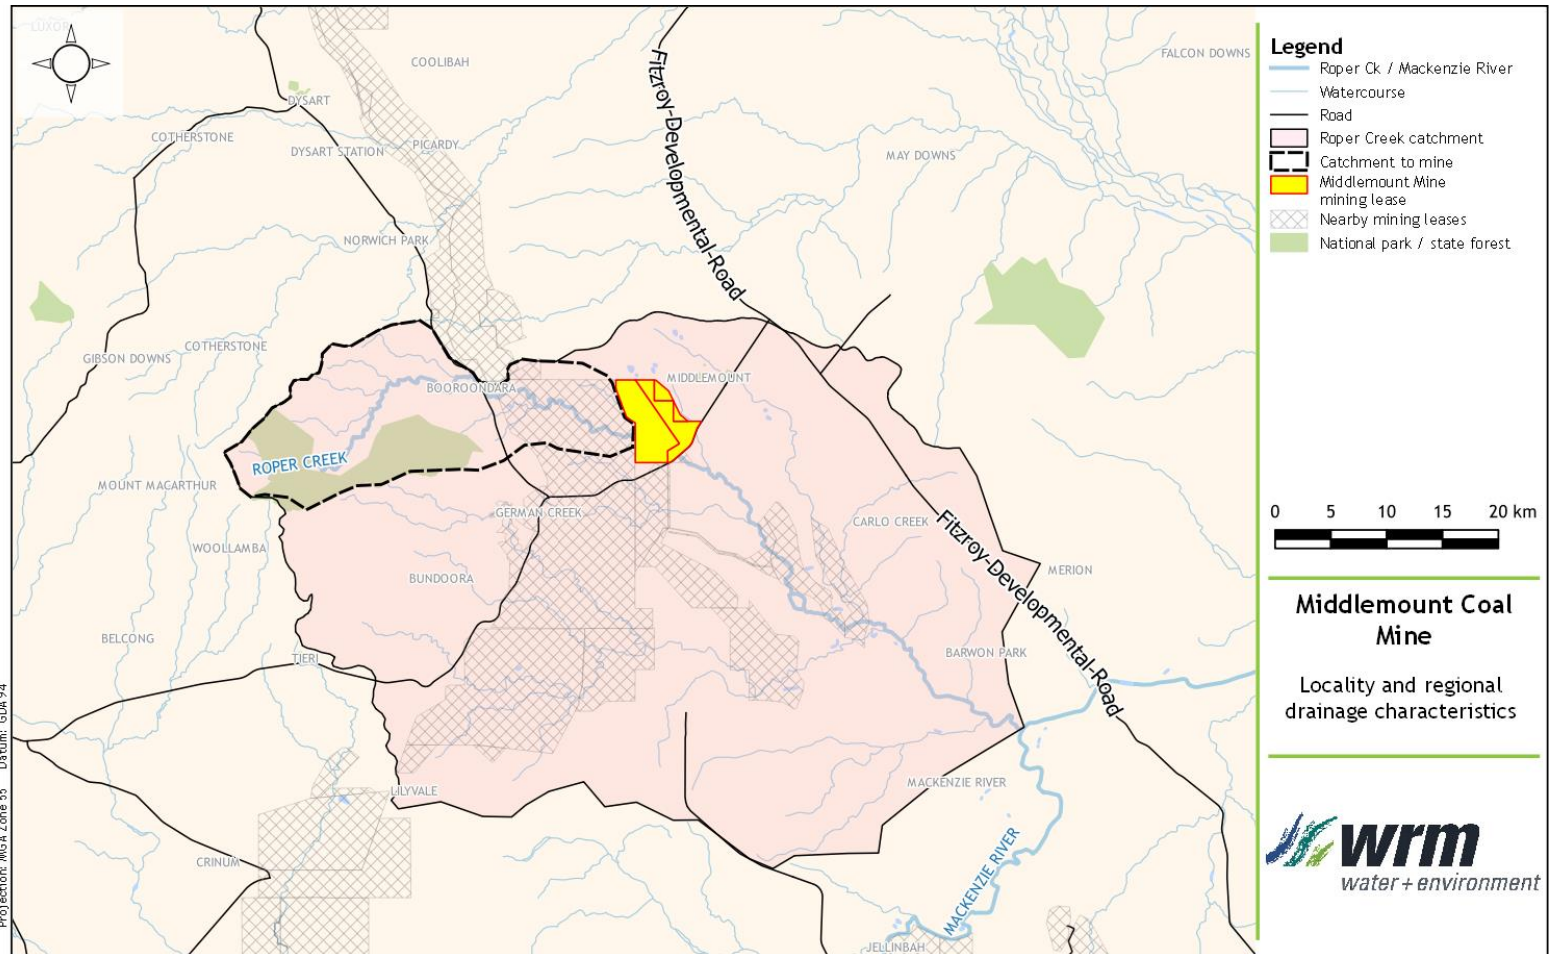 LUXOR
COOLIBAH
FALCON DOWNS
DYSART
COTHERSTONE
DYSART STATION
PICARDY
MAY DOWNS
Fitzroy-Developmental-Road
NORWICH PARK
GIBSON DOWNS
COTHERSTONE
BOOROONDARA
MIDDLEMOUNT
ROPER CREEK
MOUNT MACARTHUR
GERMAN CREEK
CARLO CREEK
Fitzroy-Developmental-Road
WOOLLAMBA
BUNDOORA
MERION
BELCONG
TIERI
BARWON PARK
LILYVALE
MACKENZIE RIVER
CRINUM
MACKENZIE RIVER
JELLINBAH
Projection: MGA Zone 55 Datum: GDA 94
Legend
Roper Ck / Mackenzie River
Watercourse
Road
Roper Creek catchment
Catchment to mine
Middlemount Mine
mining lease
Nearby mining leases
National park / state forest
0 5 10 15 20 km
Middlemount Coal
Mine
Locality and regional
drainage characteristics
wrm
water+environment